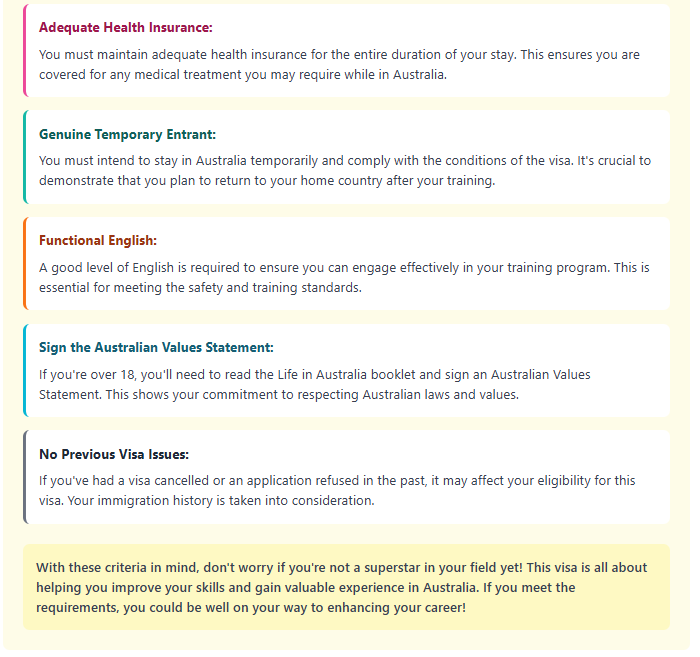 Adequate Health Insurance:
You must maintain adequate health insurance for the entire duration of your stay. This ensures you are
covered for any medical treatment you may require while in Australia.
Genuine Temporary Entrant:
You must intend to stay in Australia temporarily and comply with the conditions of the visa. It's crucial to
demonstrate that you plan to return to your home country after your training.
Functional English:
A good level of English is required to ensure you can engage effectively in your training program. This is
essential for meeting the safety and training standards.
Sign the Australian Values Statement:
If you're over 18, you'll need to read the Life in Australia booklet and sign an Australian Values
Statement. This shows your commitment to respecting Australian laws and values.
No Previous Visa Issues:
If you've had a visa cancelled or an application refused in the past, it may affect your eligibility for this
visa. Your immigration history is taken into consideration.
With these criteria in mind, don't worry if you're not a superstar in your field yet! This visa is all about
helping you improve your skills and gain valuable experience in Australia. If you meet the
requirements, you could be well on your way to enhancing your career!